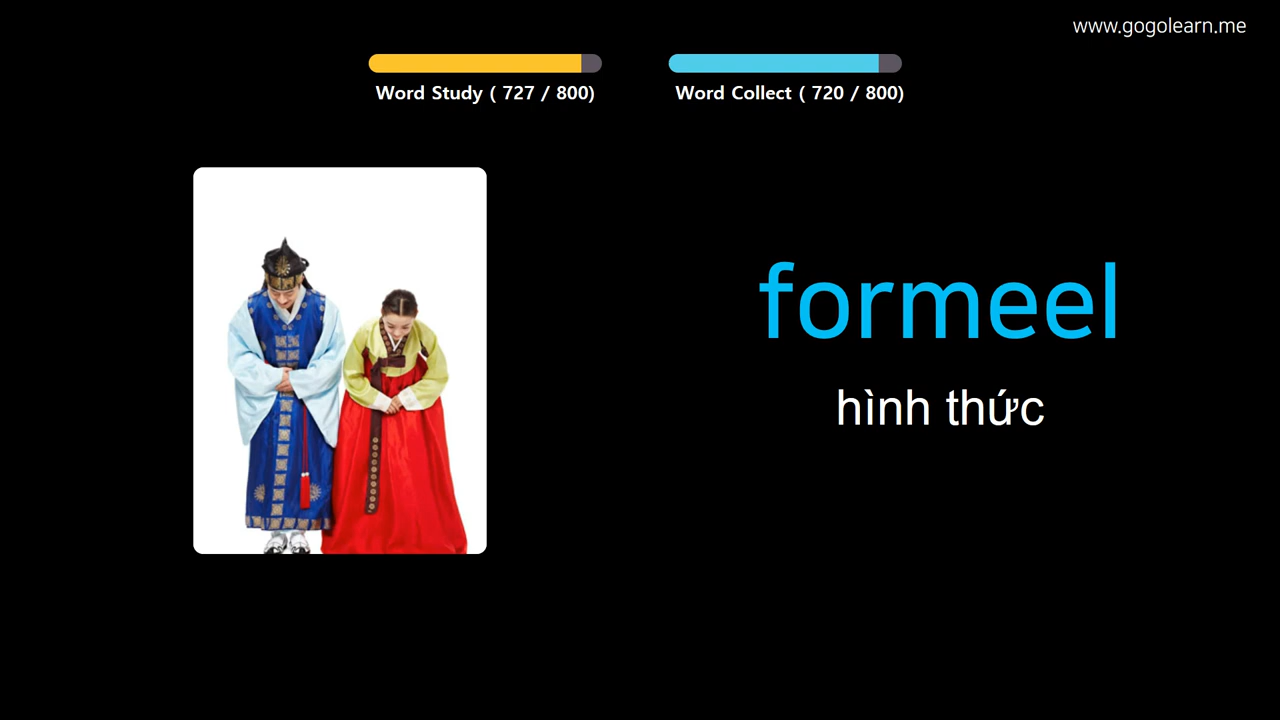 www.gogolearn.me
Word Study ( 727 / 800)
Word Collect ( 720 / 800)
formeel
hình thức